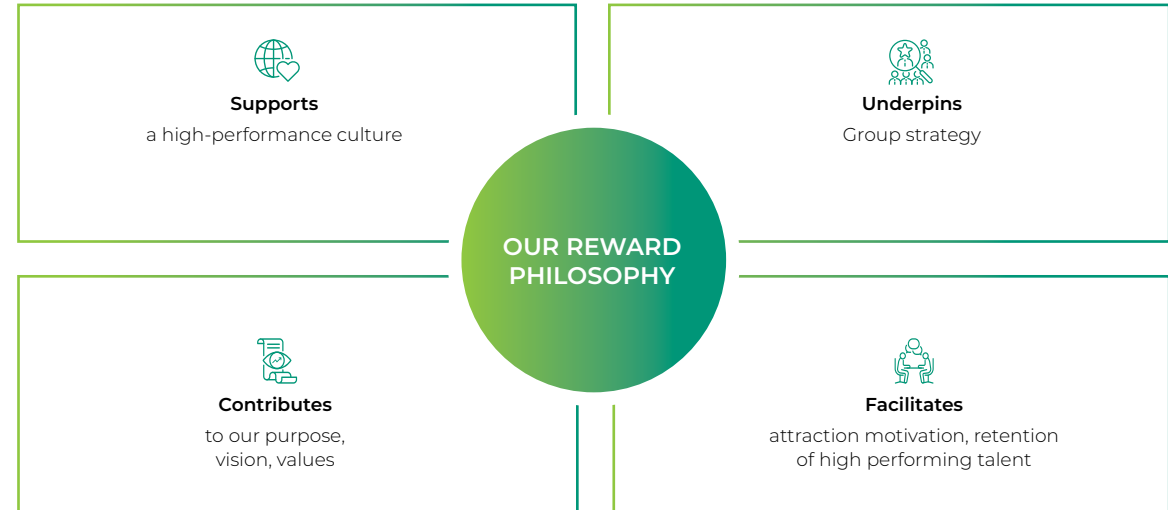 Supports
a high-performance culture
Underpins
Group strategy
OUR REWARD
PHILOSOPHY
Contributes
to our purpose,
vision, values
Facilitates
attraction motivation, retention
of high performing talent